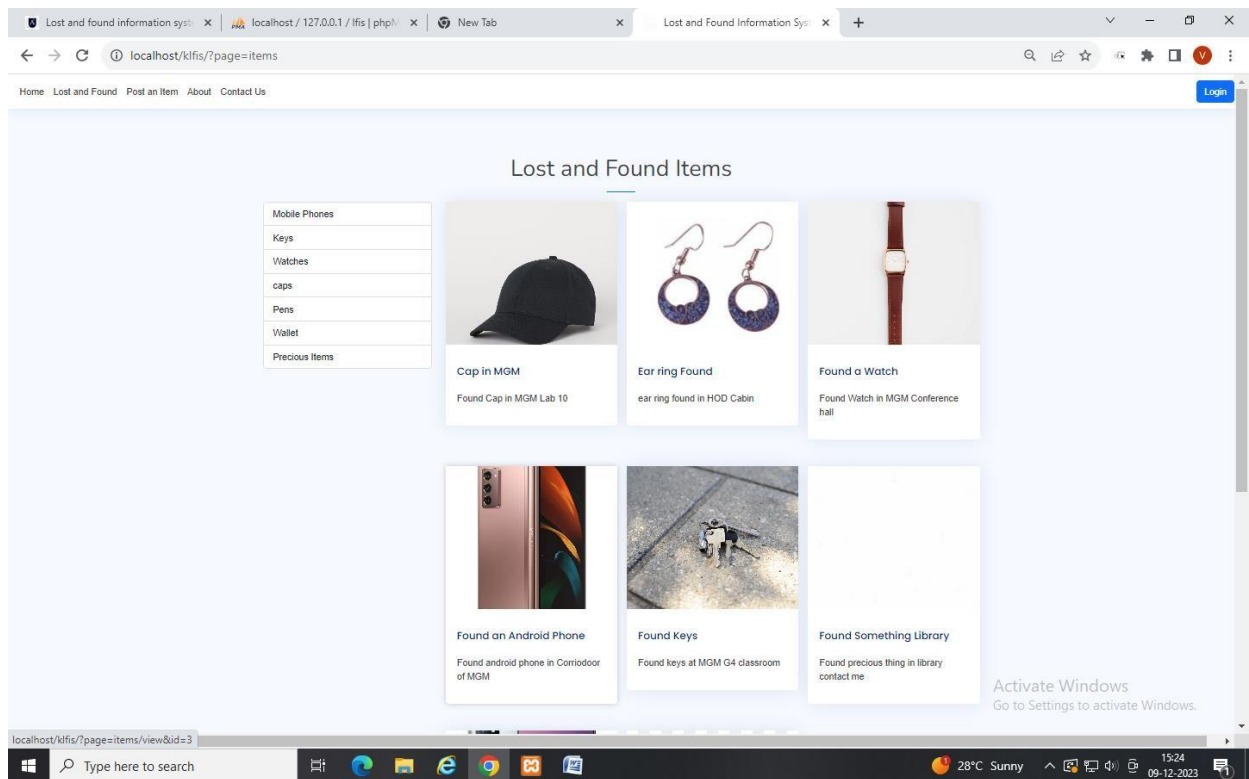 Lost and found information syst
localhost / 127.0.0.1 / lfis | phpM
New Tab
Lost and Found Information Sys
localhost/klfis/?page=items
V
Home Lost and Found Post an Item About Contact Us
Login
Lost and Found Items
Mobile Phones
Keys
Watches
caps
Pens
Wallet
Precious Items
Cap in MGM
Found Cap in MGM Lab 10
Ear ring Found
ear ring found in HOD Cabin
Found a Watch
Found Watch in MGM Conference
hall
Found an Android Phone
Found android phone in Corriodoor
of MGM
Found Keys
Found keys at MGM G4 classroom
Found Something Library
Found precious thing in library
contact me
Activate Windows
Go to Settings to activate Windows.
localhost/klfis/?page=items/view&id=3
Type here to search
28°C Sunny
15:24
09-12-2023